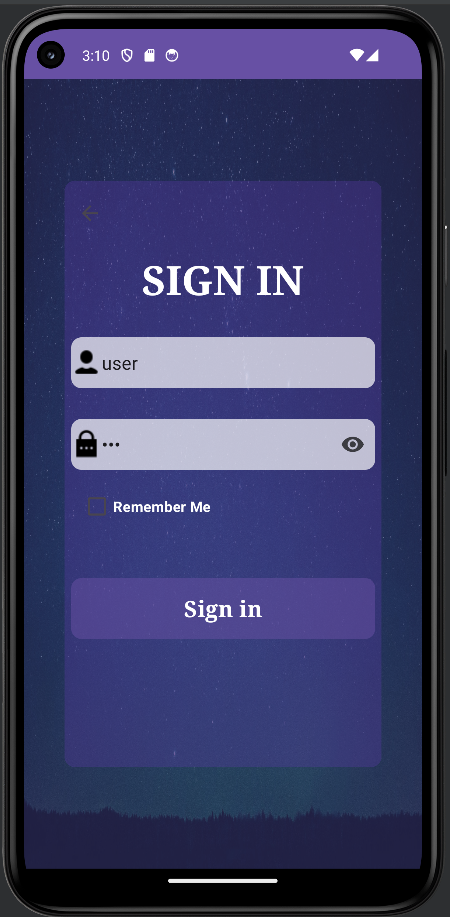 3:10
SIGN IN
user
•••
Remember Me
Sign in